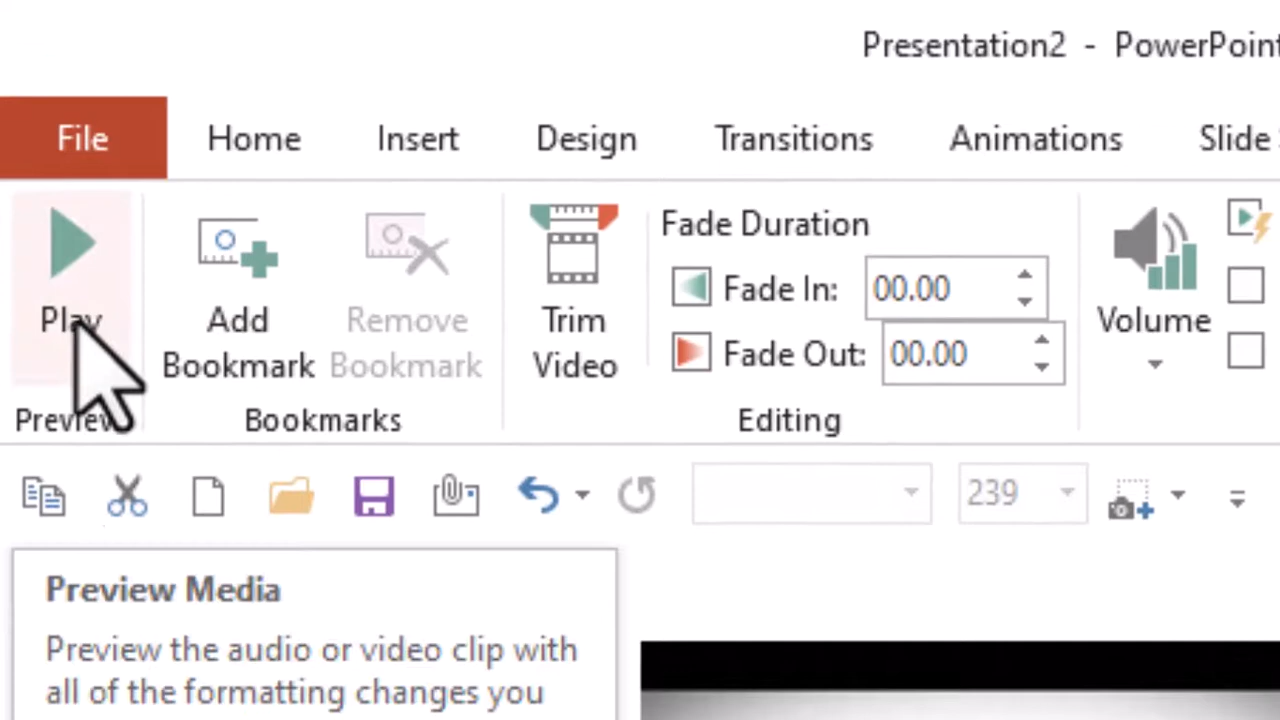 Presentation2 - PowerPoint
File Home Insert Design Transitions Animations Slide
Play
Add Bookmark
Remove Bookmark
Trim Video
Fade Duration
Fade In: 00.00
Fade Out: 00.00
Volume
Preview Bookmarks Editing
239
Preview Media
Preview the audio or video clip with
all of the formatting changes you